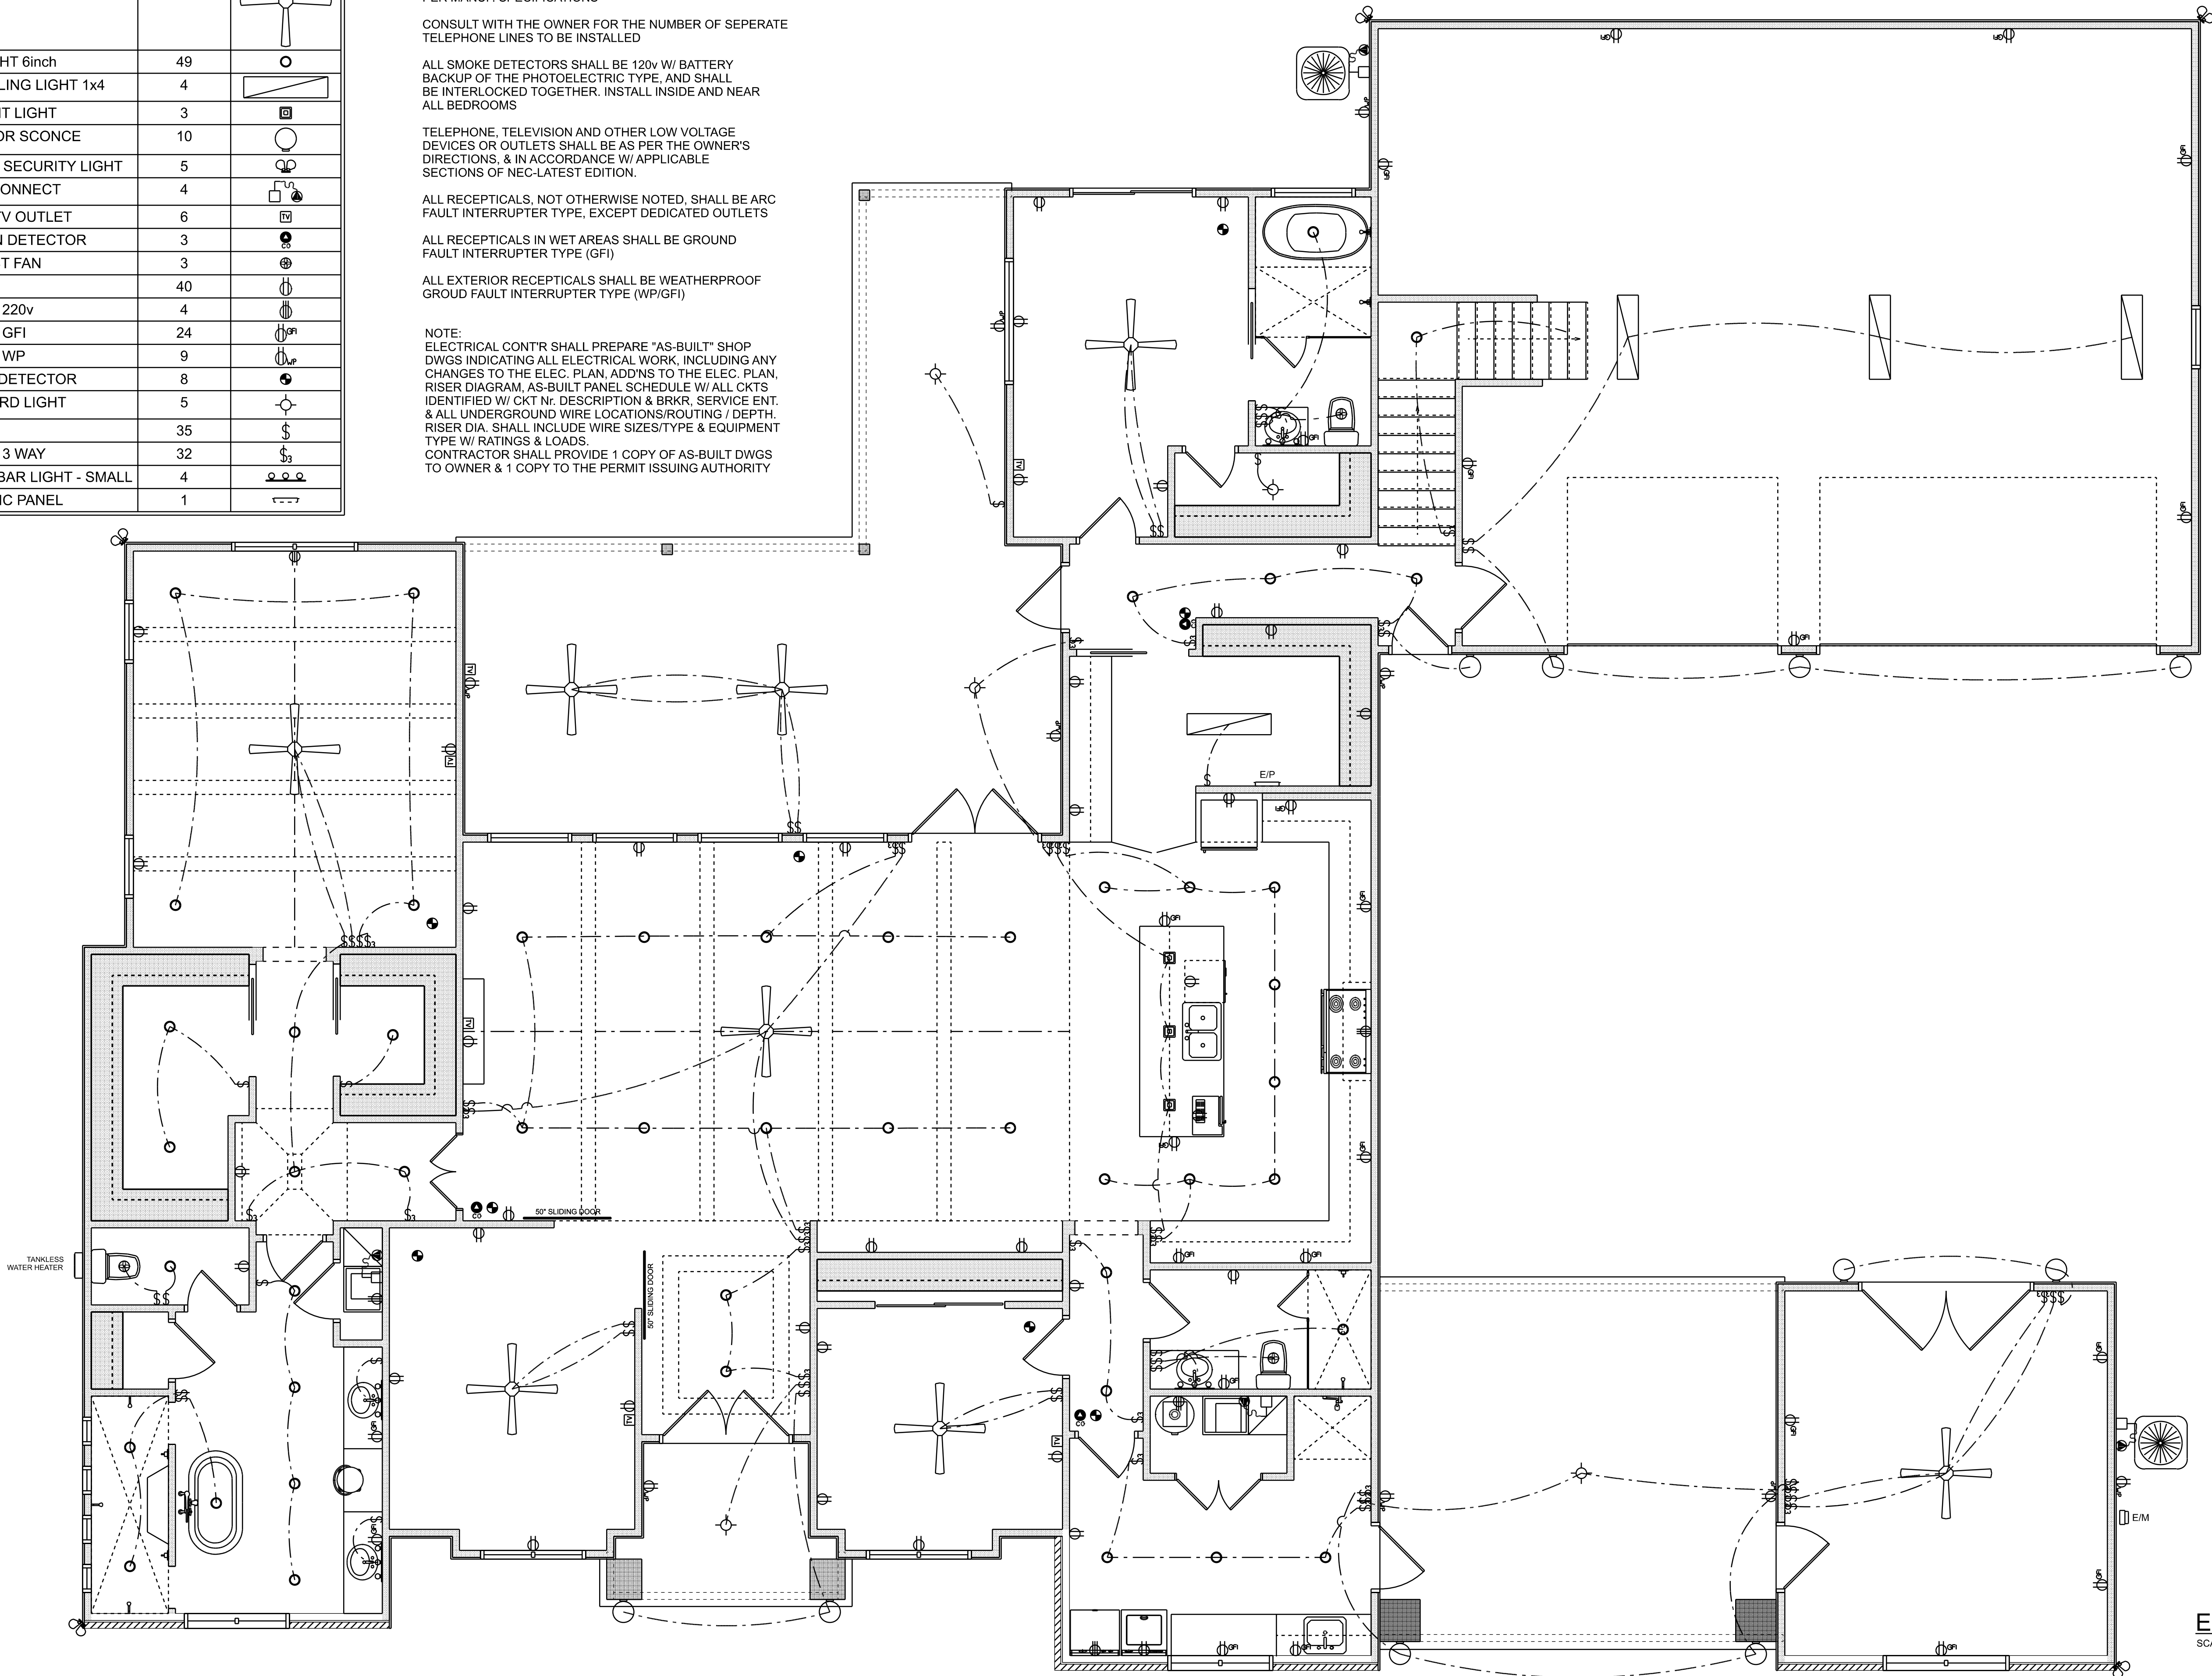 PER MANUF. SPECIFICATIONS
CONSULT WITH THE OWNER FOR THE NUMBER OF SEPERATE
TELEPHONE LINES TO BE INSTALLED
ALL SMOKE DETECTORS SHALL BE 120v W/ BATTERY
BACKUP OF THE PHOTOELECTRIC TYPE, AND SHALL
BE INTERLOCKED TOGETHER. INSTALL INSIDE AND NEAR
ALL BEDROOMS
TELEPHONE, TELEVISION AND OTHER LOW VOLTAGE
DEVICES OR OUTLETS SHALL BE AS PER THE OWNER'S
DIRECTIONS, & IN ACCORDANCE W/ APPLICABLE
SECTIONS OF NEC-LATEST EDITION.
ALL RECEPTICALS, NOT OTHERWISE NOTED, SHALL BE ARC
FAULT INTERRUPTER TYPE, EXCEPT DEDICATED OUTLETS
ALL RECEPTICALS IN WET AREAS SHALL BE GROUND
FAULT INTERRUPTER TYPE (GFI)
ALL EXTERIOR RECEPTICALS SHALL BE WEATHERPROOF
GROUD FAULT INTERRUPTER TYPE (WP/GFI)
NOTE:
ELECTRICAL CONT'R SHALL PREPARE "AS-BUILT" SHOP
DWGS INDICATING ALL ELECTRICAL WORK, INCLUDING ANY
CHANGES TO THE ELEC. PLAN, ADD'NS TO THE ELEC. PLAN,
RISER DIAGRAM, AS-BUILT PANEL SCHEDULE W/ ALL CKTS
IDENTIFIED W/ CKT Nr. DESCRIPTION & BRKR, SERVICE ENT.
& ALL UNDERGROUND WIRE LOCATIONS/ROUTING / DEPTH.
RISER DIA. SHALL INCLUDE WIRE SIZES/TYPE & EQUIPMENT
TYPE W/ RATINGS & LOADS.
CONTRACTOR SHALL PROVIDE 1 COPY OF AS-BUILT DWGS
TO OWNER & 1 COPY TO THE PERMIT ISSUING AUTHORITY
HT 6inch 49
LING LIGHT 1x4 4
T LIGHT 3
OR SCONCE 10
SECURITY LIGHT 5
ONNECT 4
V OUTLET 6 TV
N DETECTOR 3 CO
T FAN 3
40
220v 4
GFI 24 GFI
WP 9 WP
DETECTOR 8
RD LIGHT 5
35 $
3 WAY 32 $3
BAR LIGHT - SMALL 4
IC PANEL 1
E/P
50" SLIDING DOOR
50" SLIDING DOOR
TANKLESS
WATER HEATER
E/M
E
SCA